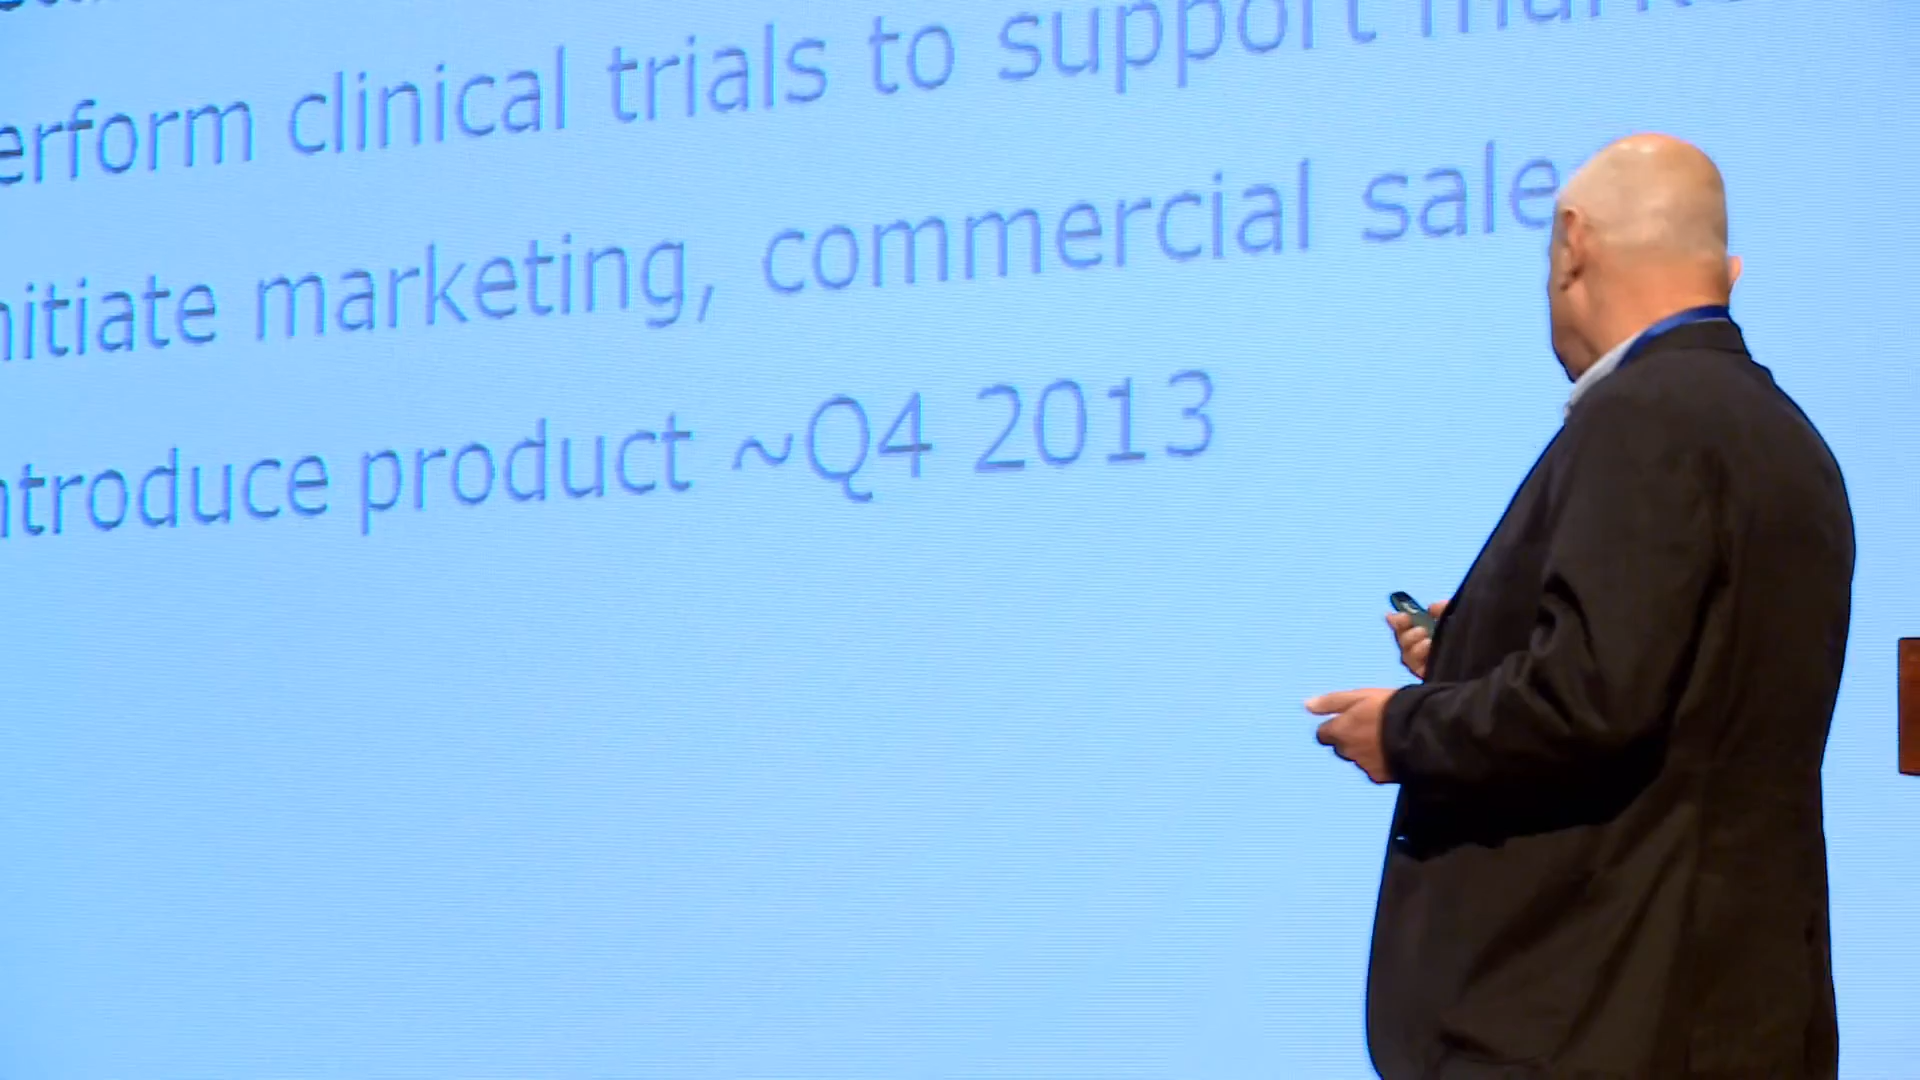 erform clinical trials to support
nitiate marketing, commercial sale
ntroduce product ~Q4 2013